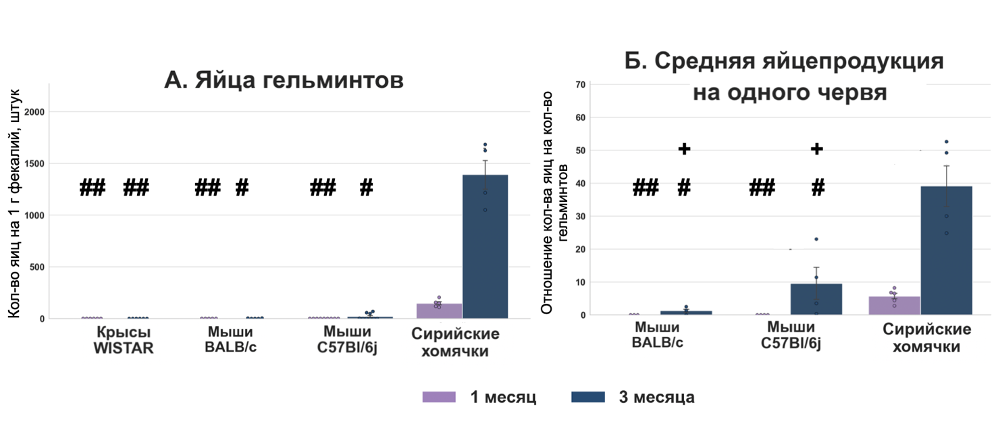 А. Яйца гельминтов
Кол-во яиц на 1 г фекалий, штук
2000
1500
1000
500
0
## ## ## # ## #
Крысы
WISTAR
Мыши
BALB/c
Мыши
C57Bl/6j
Сирийские
хомячки
Б. Средняя яйцепродукция
на одного червя
Отношение кол-ва яиц на кол-во
гельминтов
70
60
50
40
30
20
10
0
+ +
## # ## #
Мыши
BALB/c
Мыши
C57Bl/6j
Сирийские
хомячки
1 месяц
3 месяца